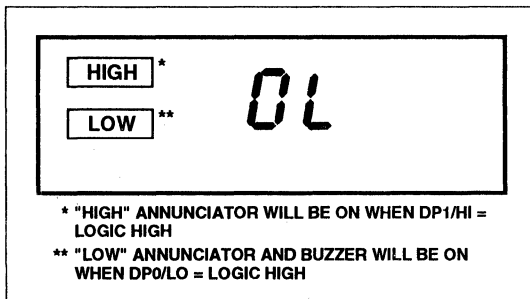 HIGH *
OL
LOW **
* "HIGH" ANNUNCIATOR WILL BE ON WHEN DP1/HI =
LOGIC HIGH
** "LOW" ANNUNCIATOR AND BUZZER WILL BE ON
WHEN DP0/LO = LOGIC HIGH